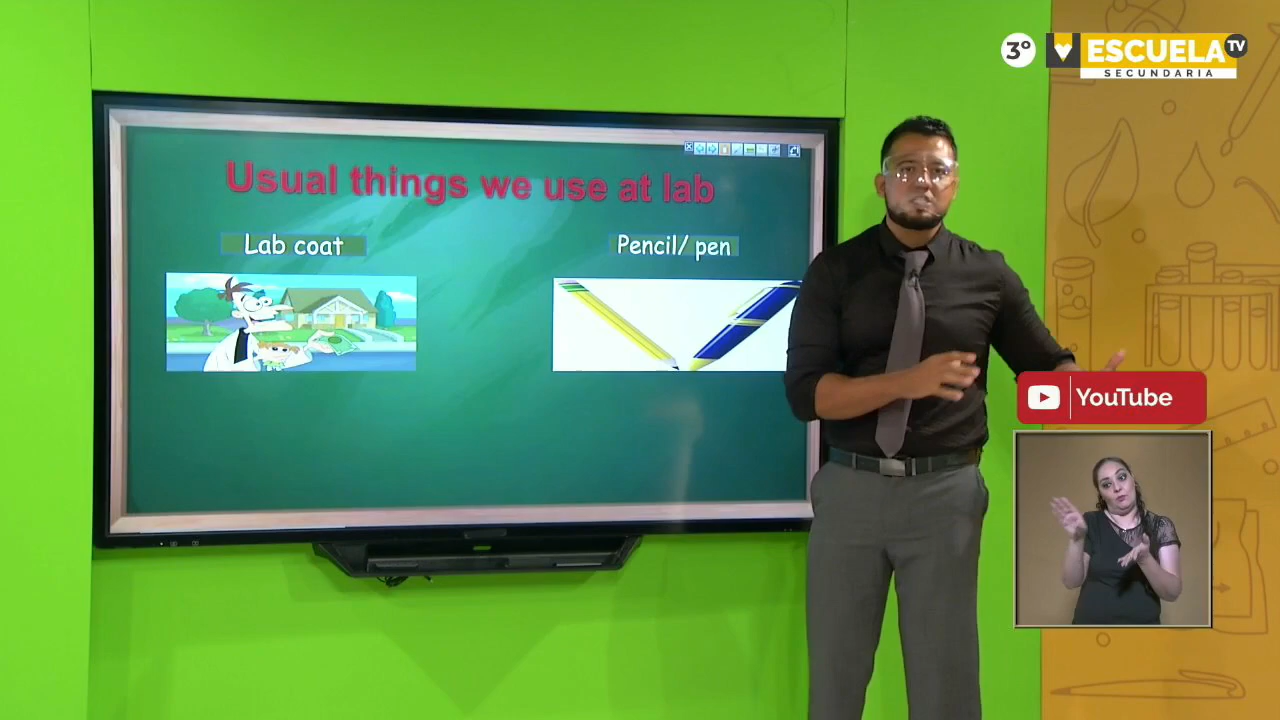 3°
ESCUELA TV
SECUNDARIA
Usual things we use at lab
Lab coat
Pencil/ pen
YouTube